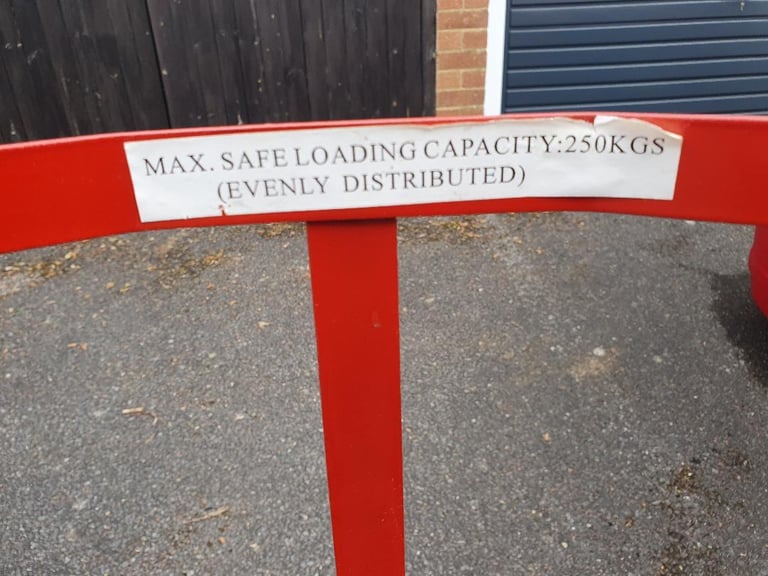 MAX. SAFE LOADING CAPACITY:250KGS
(EVENLY DISTRIBUTED)